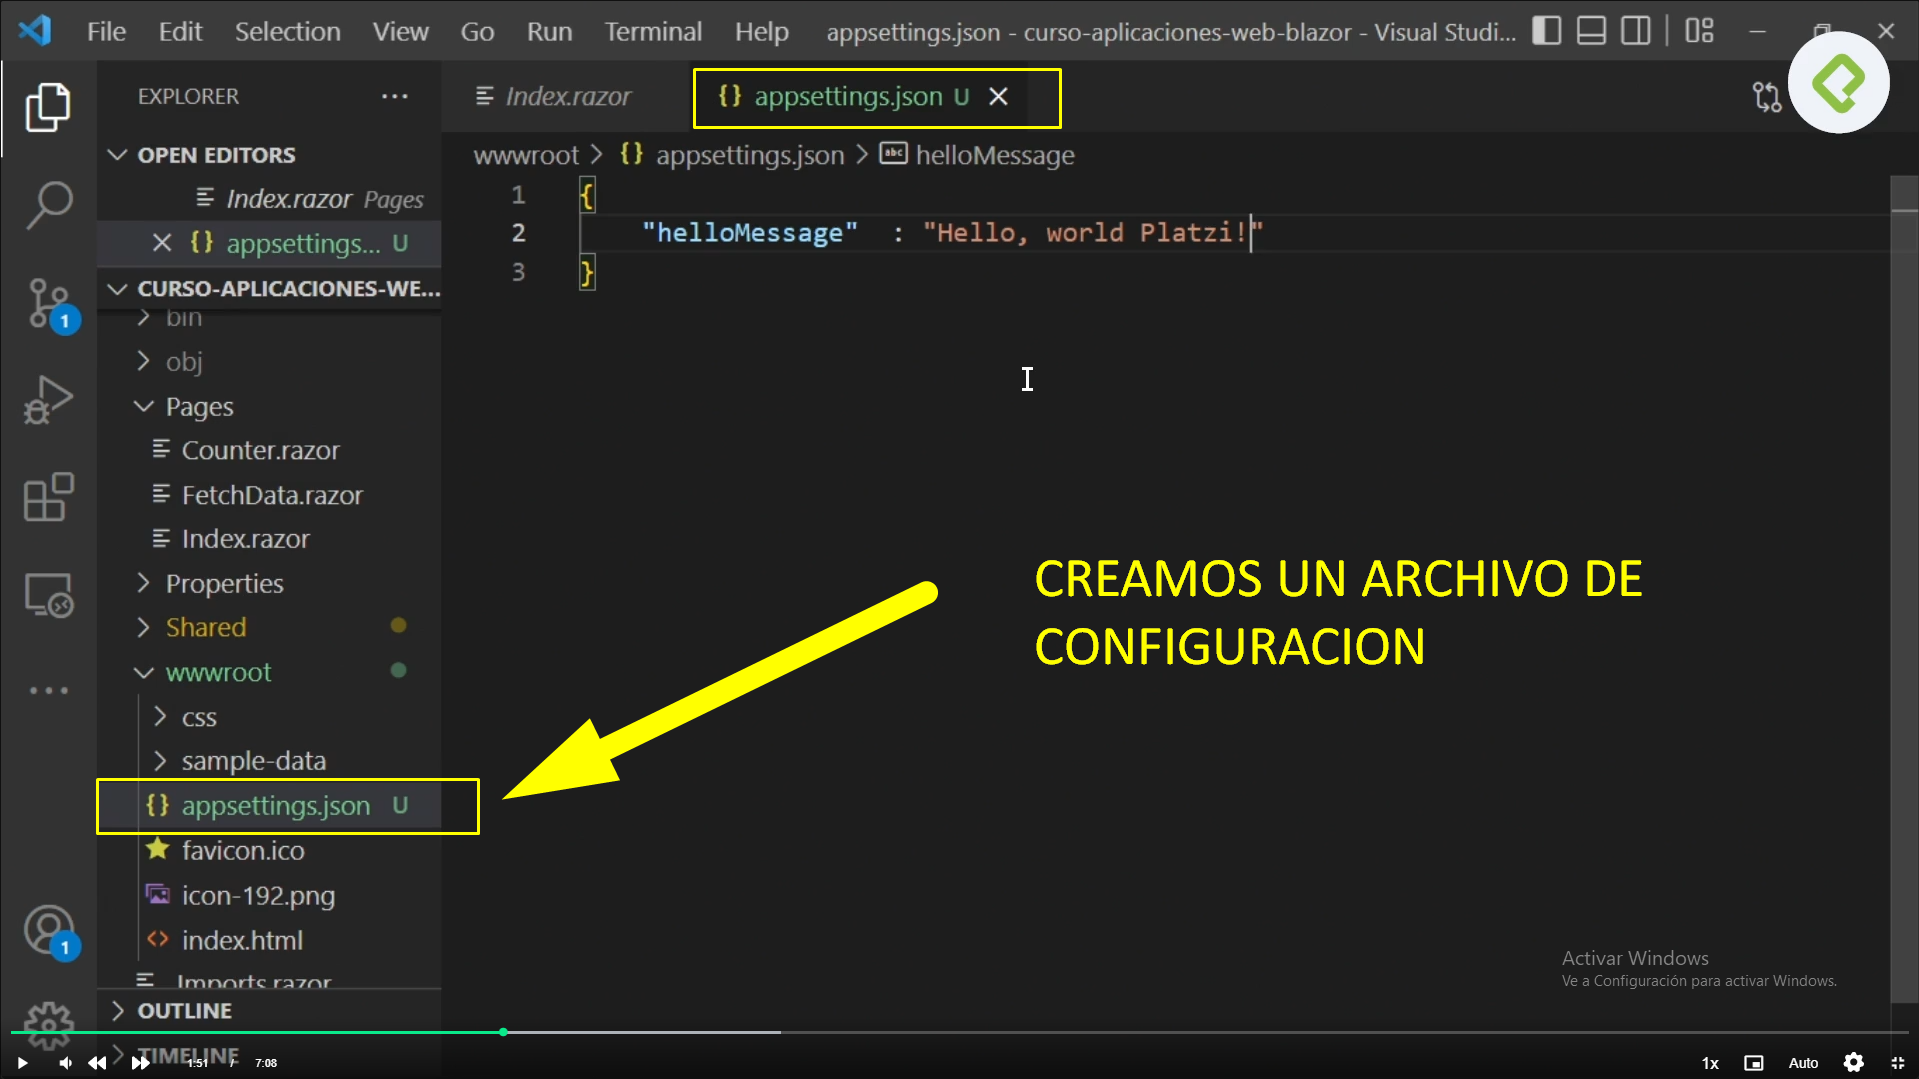 File Edit Selection View Go Run Terminal Help appsettings.json - curso-aplicaciones-web-blazor - Visual Studi...
EXPLORER ...
Index.razor {} appsettings.json U
OPEN EDITORS
wwwroot > {} appsettings.json > abc helloMessage
Index.razor Pages
{} appsettings... U
CURSO-APLICACIONES-WE...
1 {
2 "helloMessage" : "Hello, world Platzi!"
3 }
bin
obj
Pages
Counter.razor
FetchData.razor
Index.razor
Properties
Shared
wwwroot
css
sample-data
{} appsettings.json U
favicon.ico
icon-192.png
index.html
Imports.razor
OUTLINE
TIMELINE
1
1
CREAMOS UN ARCHIVO DE
CONFIGURACION
Activar Windows
Ve a Configuración para activar Windows.
1:51 / 7:08
1x Auto